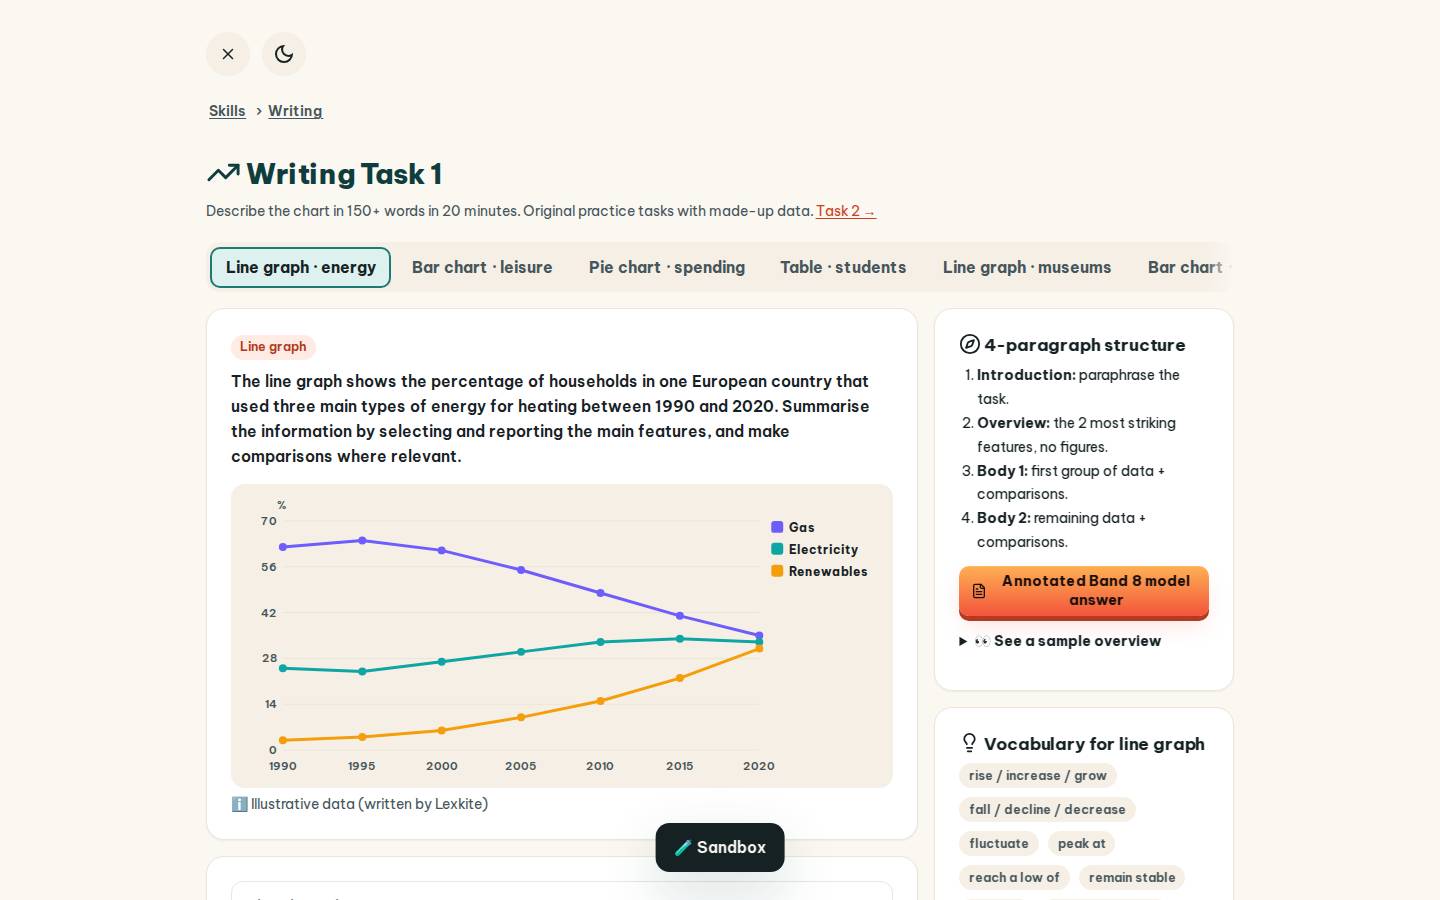 Skills > Writing
Writing Task 1
Describe the chart in 150+ words in 20 minutes. Original practice tasks with made-up data. Task 2 →
Line graph · energy
Bar chart · leisure
Pie chart · spending
Table · students
Line graph · museums
Bar chart ·
Line graph
The line graph shows the percentage of households in one European country that
used three main types of energy for heating between 1990 and 2020. Summarise
the information by selecting and reporting the main features, and make
comparisons where relevant.
%
70
56
42
28
14
0
1990 1995 2000 2005 2010 2015 2020
Gas
Electricity
Renewables
ℹ️ Illustrative data (written by Lexkite)
4-paragraph structure
1. Introduction: paraphrase the
task.
2. Overview: the 2 most striking
features, no figures.
3. Body 1: first group of data +
comparisons.
4. Body 2: remaining data +
comparisons.
Annotated Band 8 model
answer
▶ 👀 See a sample overview
Vocabulary for line graph
rise / increase / grow
fall / decline / decrease
fluctuate
peak at
reach a low of
remain stable
🧪 Sandbox